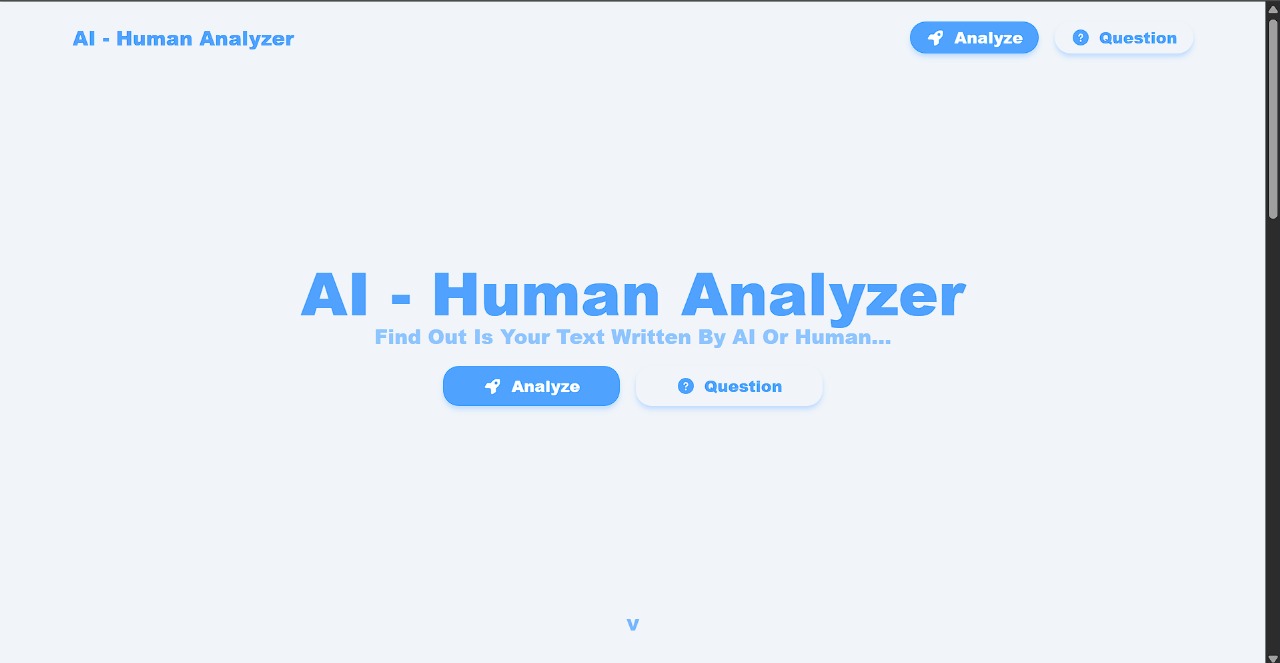 AI - Human Analyzer
Analyze
Question
AI - Human Analyzer
Find Out Is Your Text Written By AI Or Human...
Analyze
Question
v